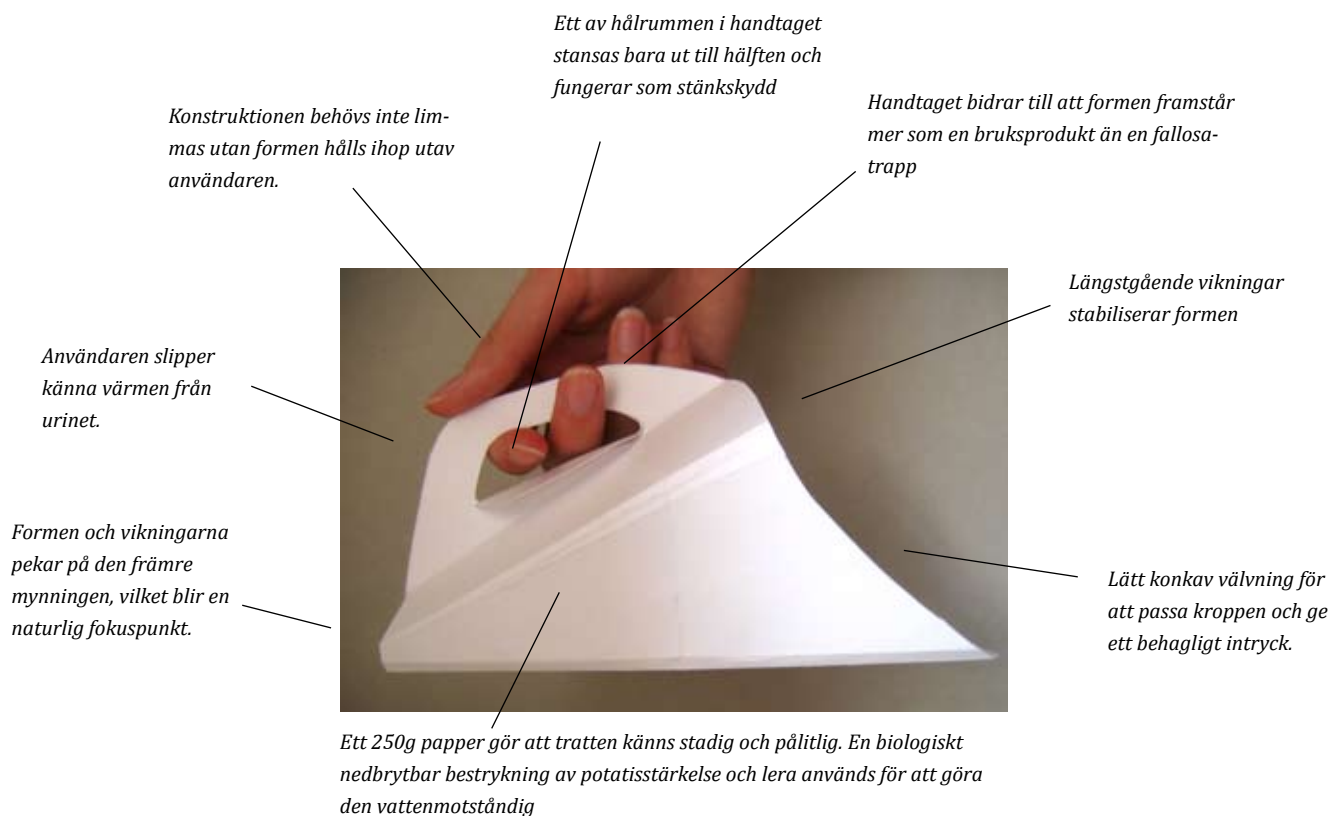 Ett av hålrummen i handtaget
stansas bara ut till hälften och
fungerar som stänkskydd
Handtaget bidrar till att formen framstår
mer som en bruksprodukt än en fallosa-
trapp
Konstruktionen behövs inte lim-
mas utan formen hålls ihop utav
användaren.
Längstgående vikningar
stabiliserar formen
Användaren slipper
känna värmen från
urinet.
Formen och vikningarna
pekar på den främre
mynningen, vilket blir en
naturlig fokuspunkt.
Lätt konkav välvning för
att passa kroppen och ge
ett behagligt intryck.
Ett 250g papper gör att tratten känns stadig och pålitlig. En biologiskt
nedbrytbar bestrykning av potatisstärkelse och lera används för att göra
den vattenmotståndig